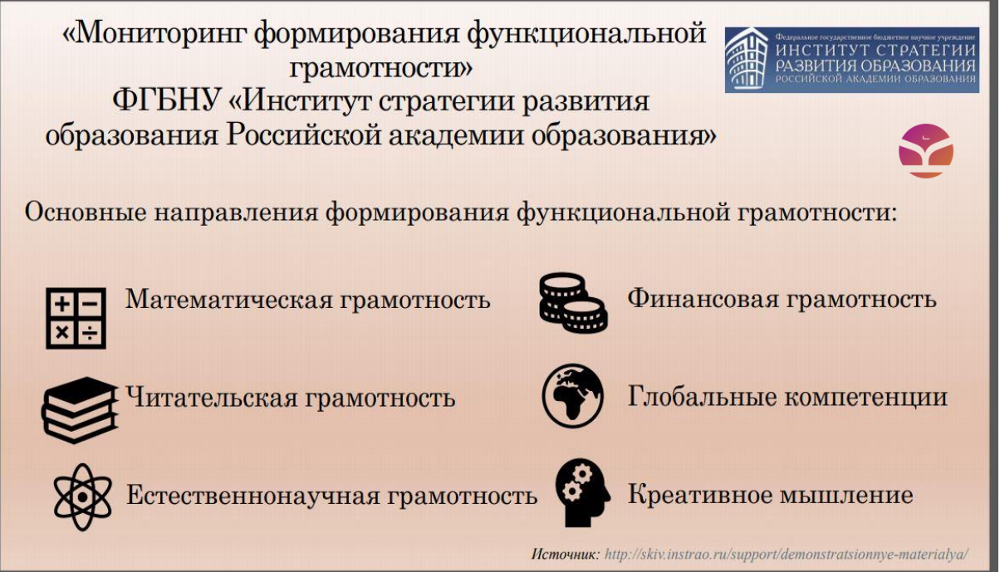 «Мониторинг формирования функциональной
грамотности»
ФГБНУ «Институт стратегии развития
образования Российской академии образования»
Федеральное государственное бюджетное научное учреждение
ИНСТИТУТ СТРАТЕГИИ
РАЗВИТИЯ ОБРАЗОВАНИЯ
РОССИЙСКОЙ АКАДЕМИИ ОБРАЗОВАНИЯ
Основные направления формирования функциональной грамотности:
Математическая грамотность
Финансовая грамотность
Читательская грамотность
Глобальные компетенции
Естественнонаучная грамотность
Креативное мышление
Источник: http://skiv.instrao.ru/support/demonstratsionnye-materialya/